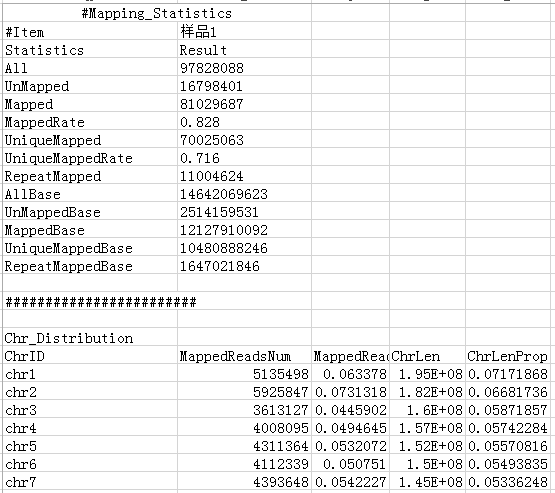 #Mapping_Statistics
#Item 样品1
Statistics Result
All 97828088
UnMapped 16798401
Mapped 81029687
MappedRate 0.828
UniqueMapped 70025063
UniqueMappedRate 0.716
RepeatMapped 11004624
AllBase 14642069623
UnMappedBase 2514159531
MappedBase 12127910092
UniqueMappedBase 10480888246
RepeatMappedBase 1647021846
########################
Chr_Distribution
ChrID MappedReadsNum MappedRead ChrLen ChrLenProp
chr1 5135498 0.063378 1.95E+08 0.07171868
chr2 5925847 0.0731318 1.82E+08 0.06681736
chr3 3613127 0.0445902 1.6E+08 0.05871857
chr4 4008095 0.0494645 1.57E+08 0.05742284
chr5 4311364 0.0532072 1.52E+08 0.05570816
chr6 4112339 0.050751 1.5E+08 0.05493835
chr7 4393648 0.0542227 1.45E+08 0.05336248